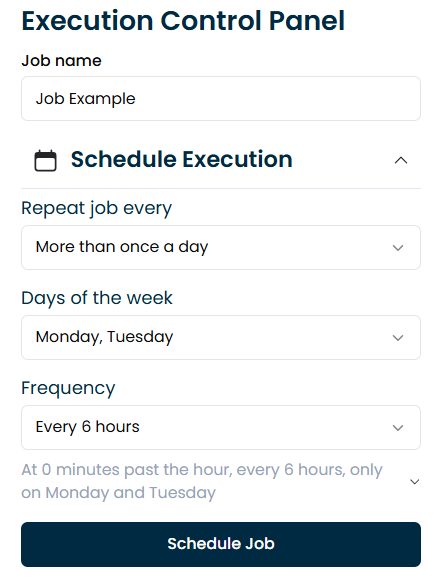 Execution Control Panel
Job name
Job Example
Schedule Execution
Repeat job every
More than once a day
Days of the week
Monday, Tuesday
Frequency
Every 6 hours
At 0 minutes past the hour, every 6 hours, only
on Monday and Tuesday
Schedule Job